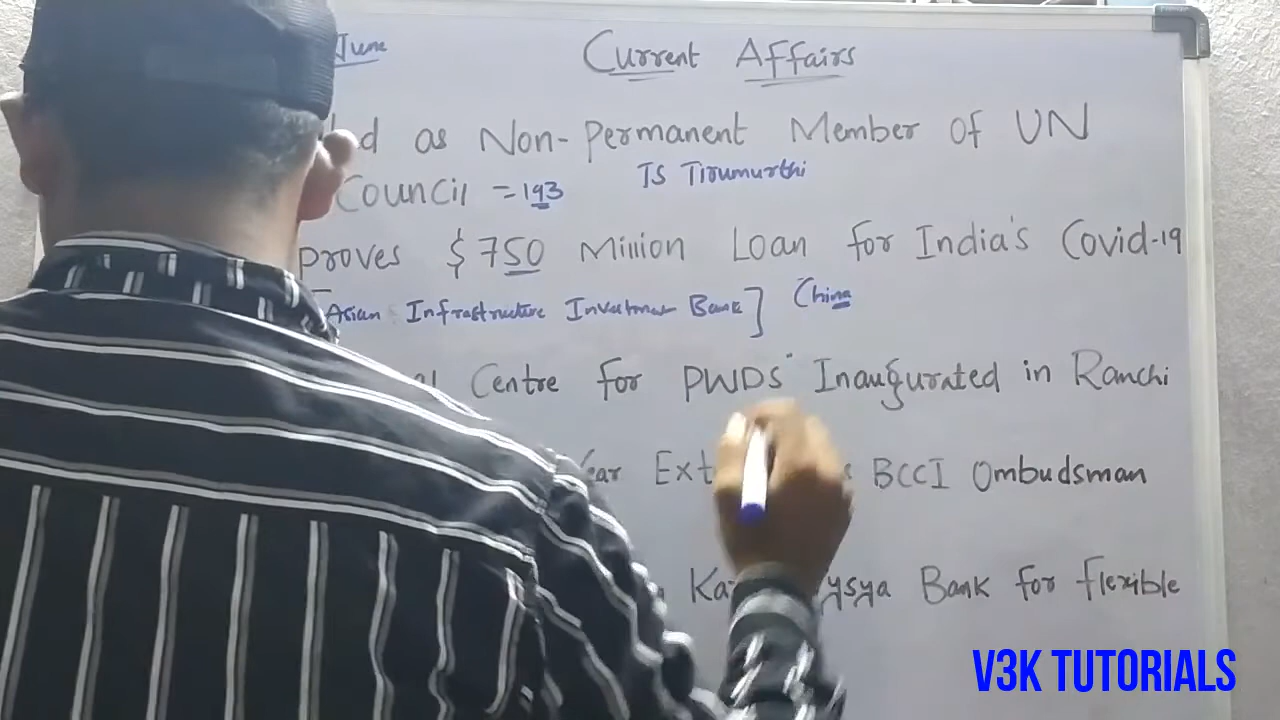 June Current Affairs
as Non-Permanent Member of UN
TS Tirumurthi
Council = 193
proves $750 Million Loan for India's Covid-19
Asian Infrastructure Investment Bank] China
Centre for PWDS Inaugurated in Ranchi
BCCI Ombudsman
Bank for flexible
V3K TUTORIALS